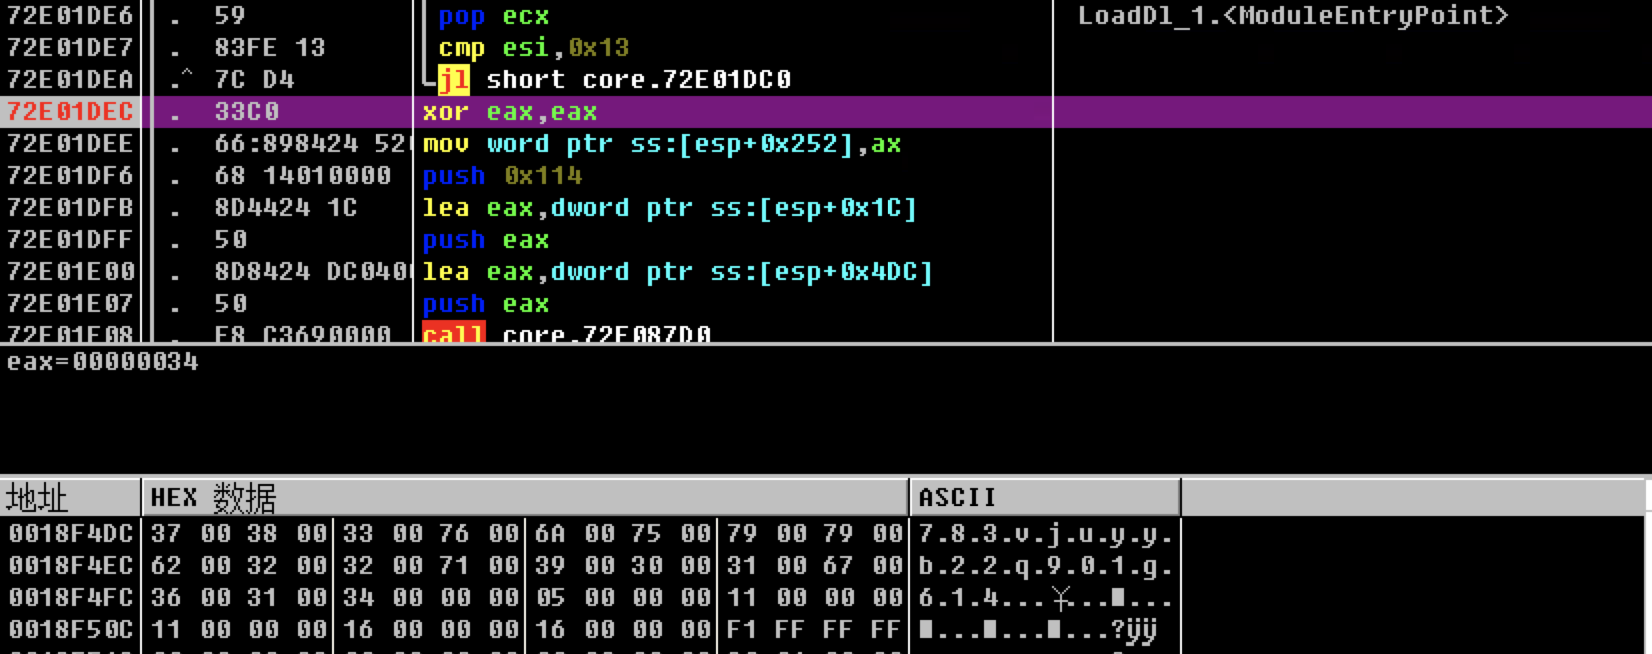 72E01DE6 . 59 pop ecx LoadDl_1.<ModuleEntryPoint>
72E01DE7 . 83FE 13 cmp esi,0x13
72E01DEA .^ 7C D4 jl short core.72E01DC0
72E01DEC . 33C0 xor eax,eax
72E01DEE . 66:898424 52 mov word ptr ss:[esp+0x252],ax
72E01DF6 . 68 14010000 push 0x114
72E01DFB . 8D4424 1C lea eax,dword ptr ss:[esp+0x1C]
72E01DFF . 50 push eax
72E01E00 . 8D8424 DC040 lea eax,dword ptr ss:[esp+0x4DC]
72E01E07 . 50 push eax
72E01E08 . E8 C3690000 call core.72E087D0
eax=00000034
地址 HEX 数据 ASCII
0018F4DC 37 00 38 00 33 00 76 00 6A 00 75 00 79 00 79 00 7.8.3.v.j.u.y.y.
0018F4EC 62 00 32 00 32 00 71 00 39 00 30 00 31 00 67 00 b.2.2.q.9.0.1.g.
0018F4FC 36 00 31 00 34 00 00 00 05 00 00 00 11 00 00 00 6.1.4...¥...■...
0018F50C 11 00 00 00 16 00 00 00 16 00 00 00 F1 FF FF FF ■...■...■...?ÿÿ